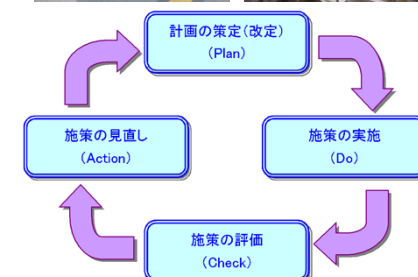 計画の策定(改定)
(Plan)
施策の見直し
(Action)
施策の実施
(Do)
施策の評価
(Check)